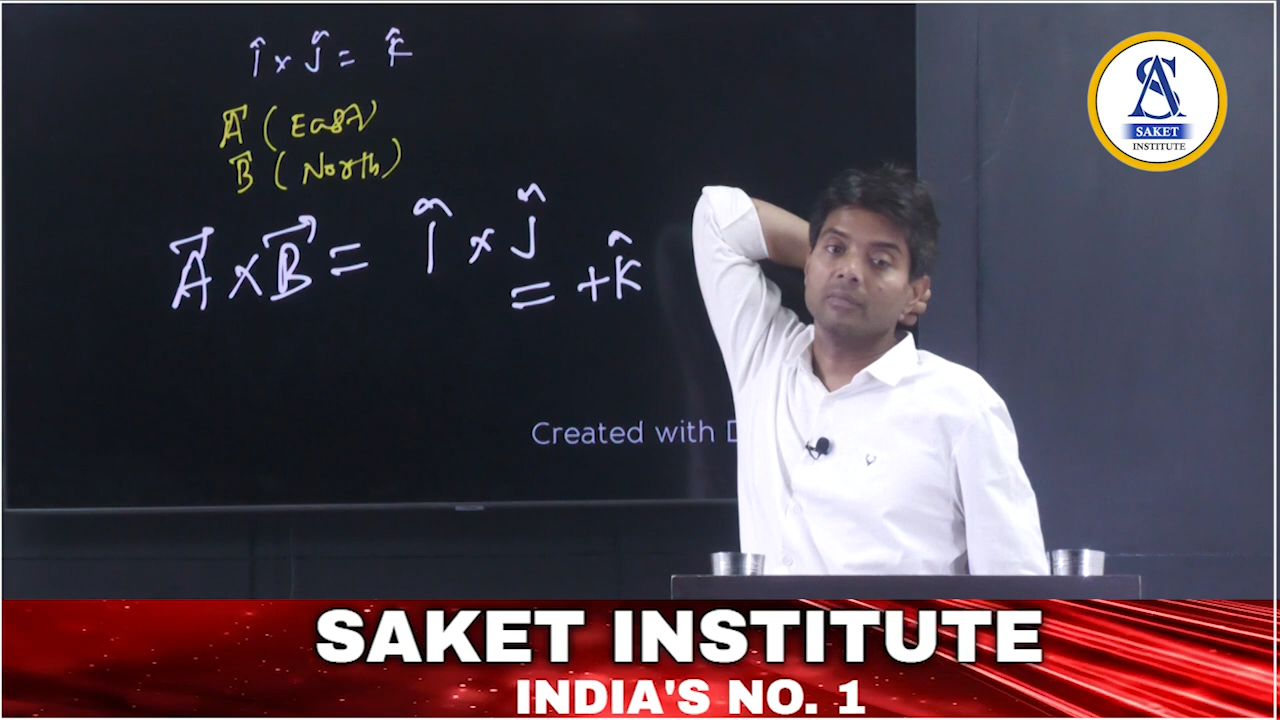 î × ĵ = k̂
A⃗ (East)
B⃗ (North)
A⃗ × B⃗ = î × ĵ
= + k̂
Created with
SA
SAKET
INSTITUTE
SAKET INSTITUTE
INDIA'S NO. 1